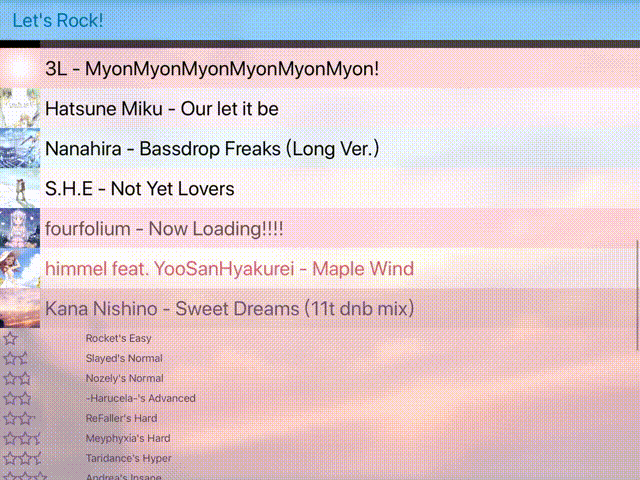 Let's Rock!
3L - MyonMyonMyonMyonMyonMyon!
Hatsune Miku - Our let it be
Nanahira - Bassdrop Freaks (Long Ver.)
S.H.E - Not Yet Lovers
fourfolium - Now Loading!!!!
himmel feat. YooSanHyakurei - Maple Wind
Kana Nishino - Sweet Dreams (11t dnb mix)
Rocket's Easy
Slayed's Normal
Nozely's Normal
-Harucela-'s Advanced
ReFaller's Hard
Meyphyxia's Hard
Taridance's Hyper
Andrea's Insane